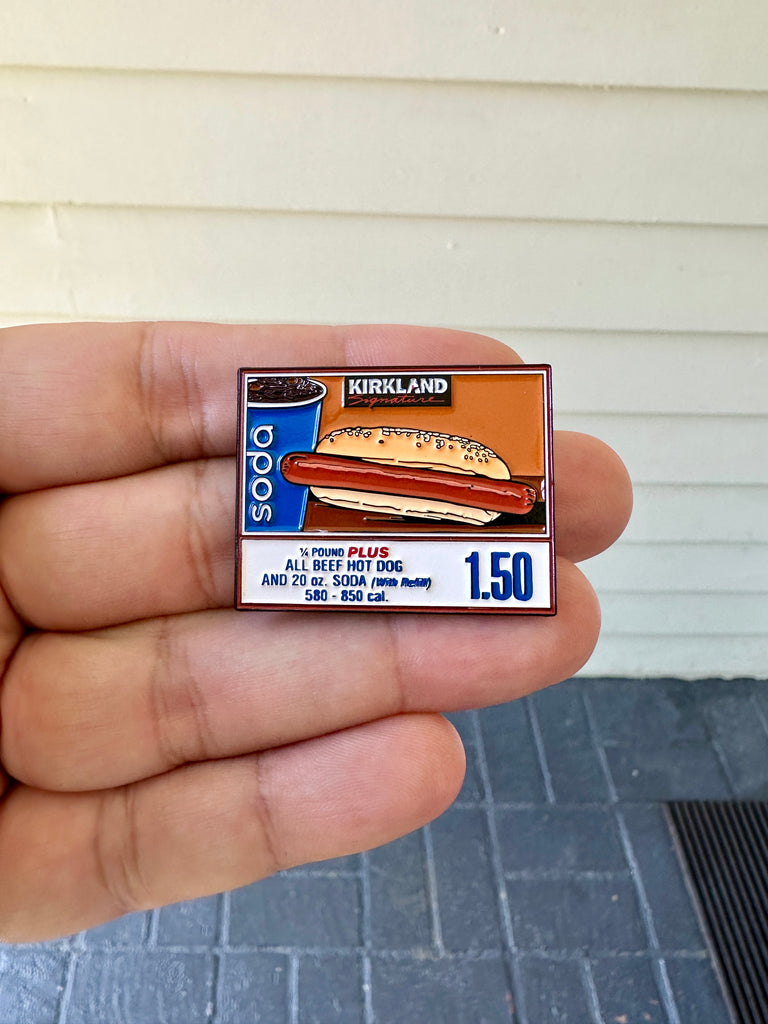 KIRKLAND
Signature
soda
¼ POUND PLUS
ALL BEEF HOT DOG
AND 20 oz. SODA (With Refill)
580 - 850 cal.
1.50